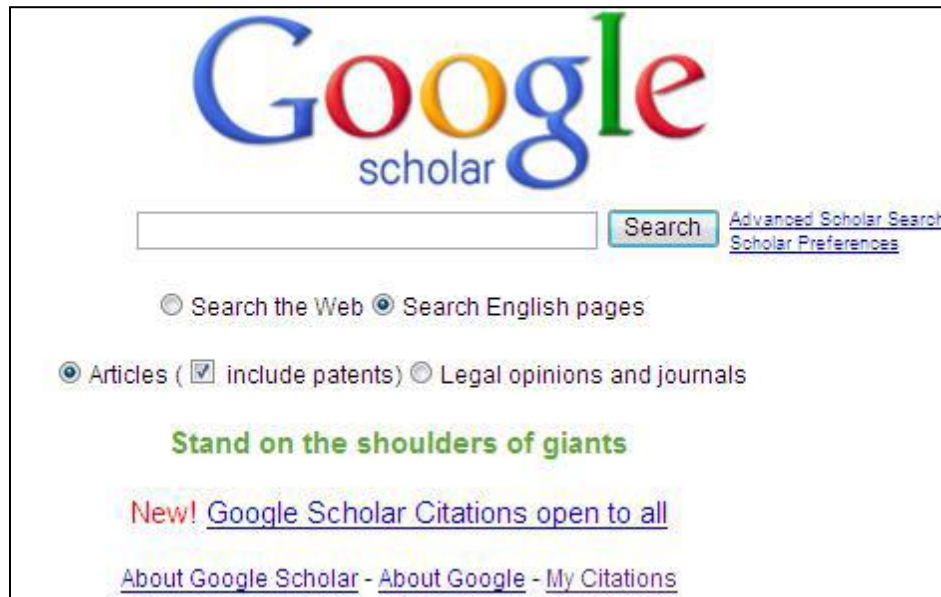 Google
scholar
Search
Advanced Scholar Search
Scholar Preferences
Search the Web Search English pages
Articles ( include patents) Legal opinions and journals
Stand on the shoulders of giants
New! Google Scholar Citations open to all
About Google Scholar - About Google - My Citations